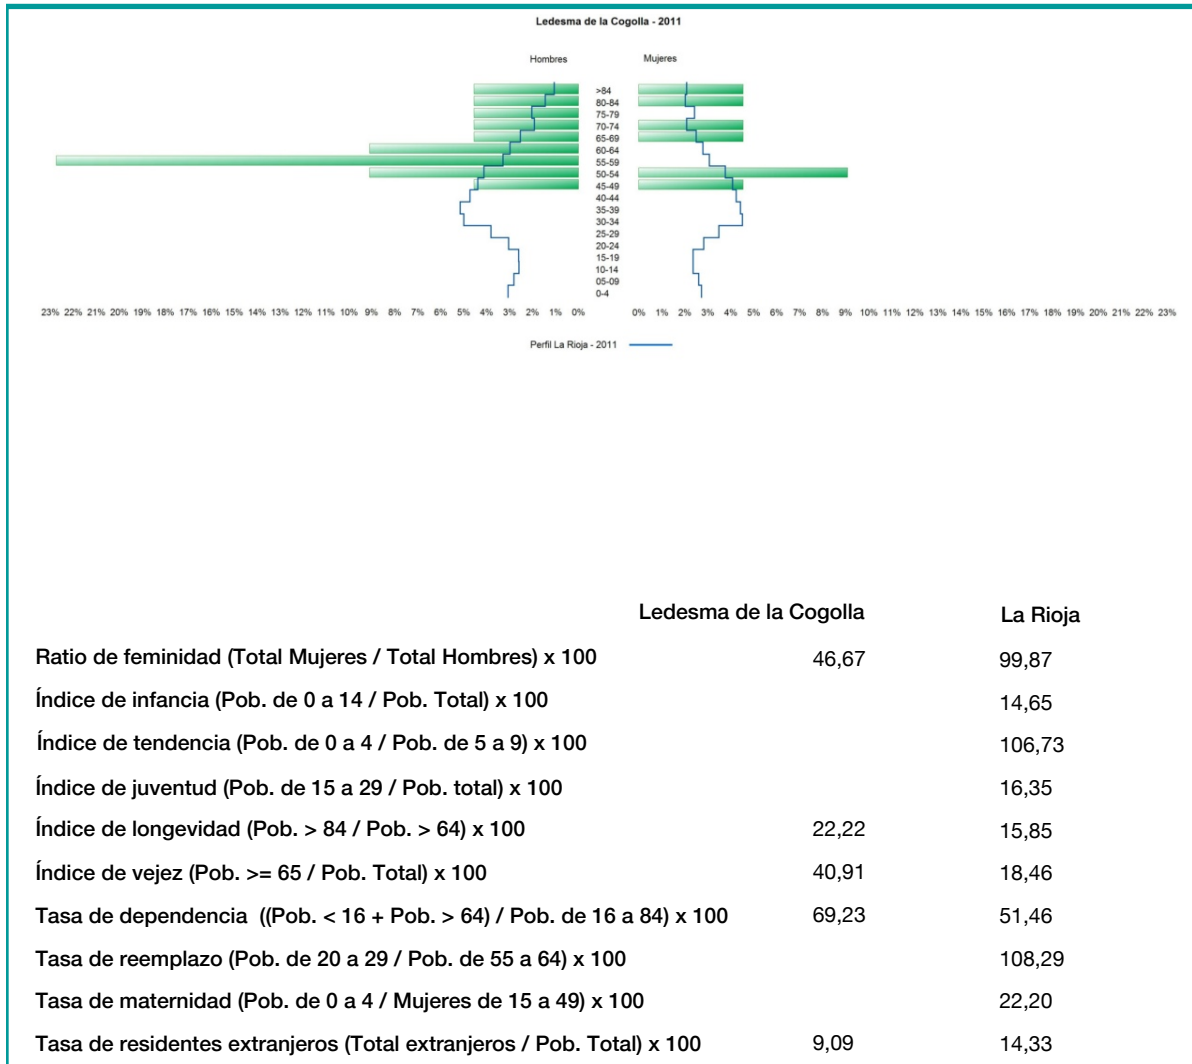 Ledesma de la Cogolla - 2011
Hombres Mujeres
>84
80-84
75-79
70-74
65-69
60-64
55-59
50-54
45-49
40-44
35-39
30-34
25-29
20-24
15-19
10-14
05-09
0-4
23% 22% 21% 20% 19% 18% 17% 16% 15% 14% 13% 12% 11% 10% 9% 8% 7% 6% 5% 4% 3% 2% 1% 0% 0% 1% 2% 3% 4% 5% 6% 7% 8% 9% 10% 11% 12% 13% 14% 15% 16% 17% 18% 19% 20% 21% 22% 23%
Perfil La Rioja - 2011
Ledesma de la Cogolla La Rioja
Ratio de feminidad (Total Mujeres / Total Hombres) x 100 46,67 99,87
Índice de infancia (Pob. de 0 a 14 / Pob. Total) x 100 14,65
Índice de tendencia (Pob. de 0 a 4 / Pob. de 5 a 9) x 100 106,73
Índice de juventud (Pob. de 15 a 29 / Pob. total) x 100 16,35
Índice de longevidad (Pob. > 84 / Pob. > 64) x 100 22,22 15,85
Índice de vejez (Pob. >= 65 / Pob. Total) x 100 40,91 18,46
Tasa de dependencia ((Pob. < 16 + Pob. > 64) / Pob. de 16 a 84) x 100 69,23 51,46
Tasa de reemplazo (Pob. de 20 a 29 / Pob. de 55 a 64) x 100 108,29
Tasa de maternidad (Pob. de 0 a 4 / Mujeres de 15 a 49) x 100 22,20
Tasa de residentes extranjeros (Total extranjeros / Pob. Total) x 100 9,09 14,33